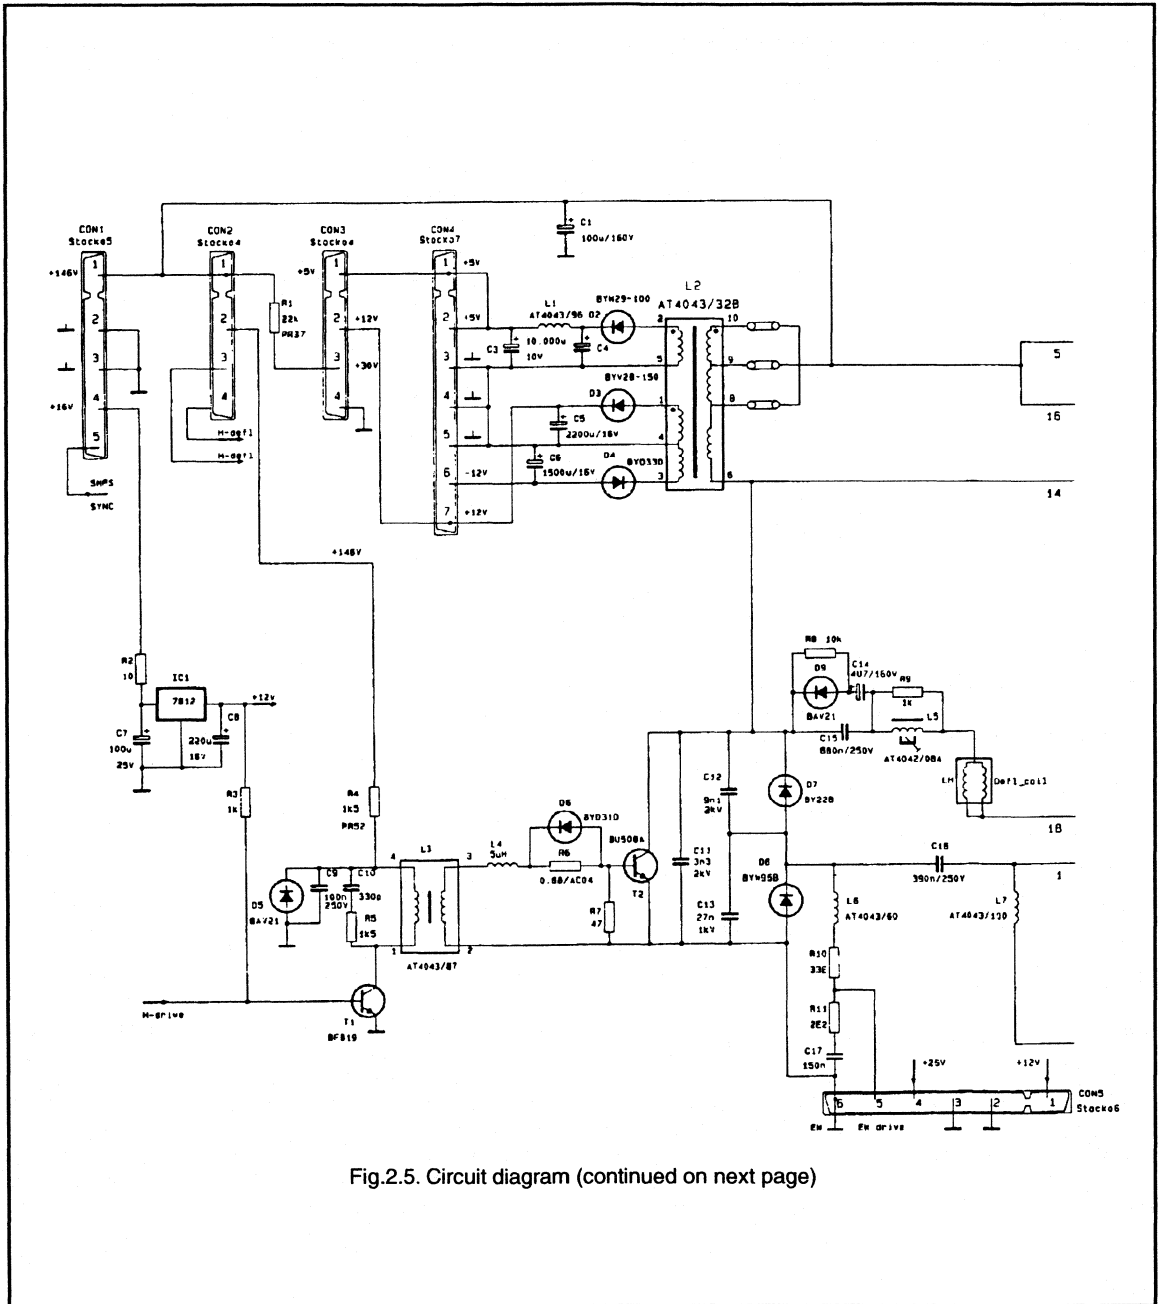 C1
100u/160V
CON1
Stocko5
CON2
Stocko4
CON3
Stocko4
CON4
Stocko7
+146V
1
2
3
4
5
+16V
SMPS
SYNC
1
2
3
4
H-defl
H-defl
R1
22k
PR37
+5V
1
2
3
4
+12V
+30V
1
2
3
4
5
6
7
+5V
+5V
-12V
+12V
L1
AT4043/96
D2
BYW29-100
10.000u
C3
10V
C4
BYV28-150
D3
C5
2200u/16V
C6
1500u/16V
D4
BYD33D
L2
AT4043/32B
2
5
1
4
3
10
9
8
6
5
16
14
+146V
R2
10
IC1
7812
+12v
C7
100u
25V
C8
220u
16V
R3
1k
R4
1k5
PR52
D5
BAV21
C9
100n
250V
C10
330p
R5
1k5
L3
4
3
1
2
AT4043/87
H-drive
T1
BF819
L4
5uH
D6
BYD31D
R6
0.68/AC04
R7
47
BU508A
T2
C11
3n3
2kV
C12
9n1
2kV
C13
27n
1kV
D7
BY228
D8
BYW95B
R8 10k
D9
BAV21
C14
4U7/160V
R9
1k
C15
680n/250V
L5
AT4042/08A
LH
Defl_coil
18
C16
390n/250V
1
L6
AT4043/60
L7
AT4043/100
R10
33E
R11
2E2
C17
150n
+25V
+12V
CON5
Stocko6
6
5
4
3
2
1
EW
EW drive
Fig.2.5. Circuit diagram (continued on next page)